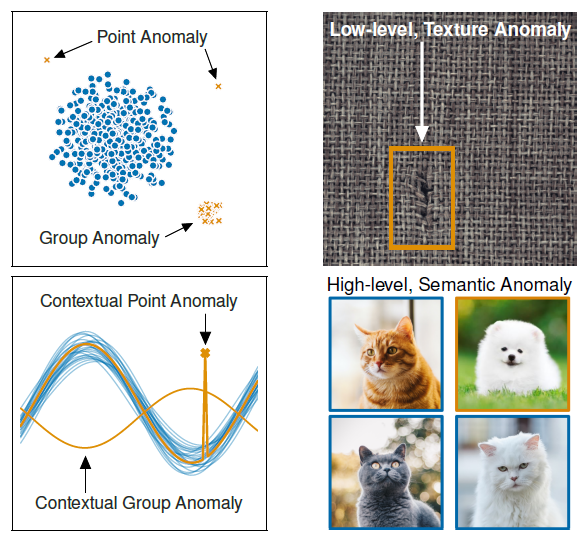 Point Anomaly
Group Anomaly
Low-level, Texture Anomaly
Contextual Point Anomaly
Contextual Group Anomaly
High-level, Semantic Anomaly